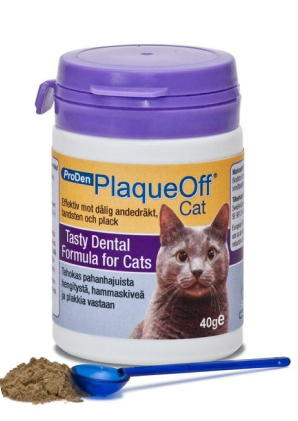 ProDen PlaqueOff®
Cat
Effektiv mot dålig andedräkt,
tandsten och plack
Tasty Dental
Formula for Cats
Tehokas pahanhajuista
hengitystä, hammaskiveä
ja plakkia vastaan
40g℮